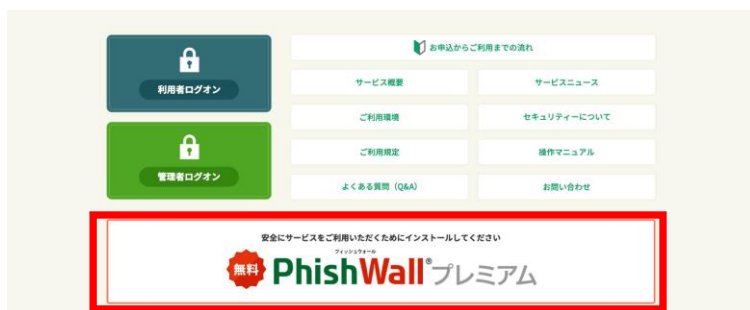 お申込からご利用までの流れ
利用者ログオン
サービス概要
サービスニュース
ご利用環境
セキュリティーについて
管理者ログオン
ご利用規定
操作マニュアル
よくある質問（Q&A）
お問い合わせ
安全にサービスをご利用いただくためにインストールしてください
フィッシュウォール
無料 PhishWall®プレミアム